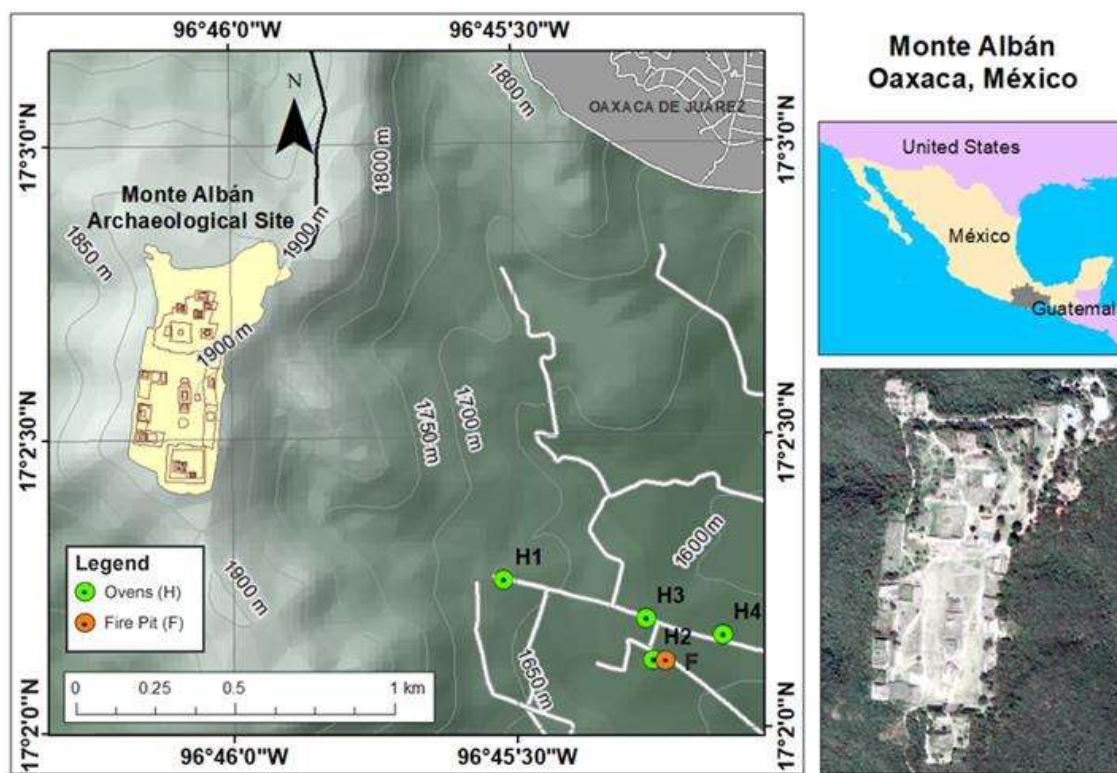 96°46'0"W
96°45'30"W
Monte Albán
Oaxaca, México
N
1800 m
OAXACA DE JUÁREZ
17°3'0"N
17°3'0"N
1800 m
Monte Albán
Archaeological Site
1850 m
1900 m
1900 m
United States
México
Guatemal
1750 m
1700 m
17°2'30"N
17°2'30"N
1600 m
1900 m
Legend
Ovens (H)
Fire Pit (F)
H1
H3
H4
H2
F
1650 m
0
0.25
0.5
1 km
17°2'0"N
17°2'0"N
96°46'0"W
96°45'30"W